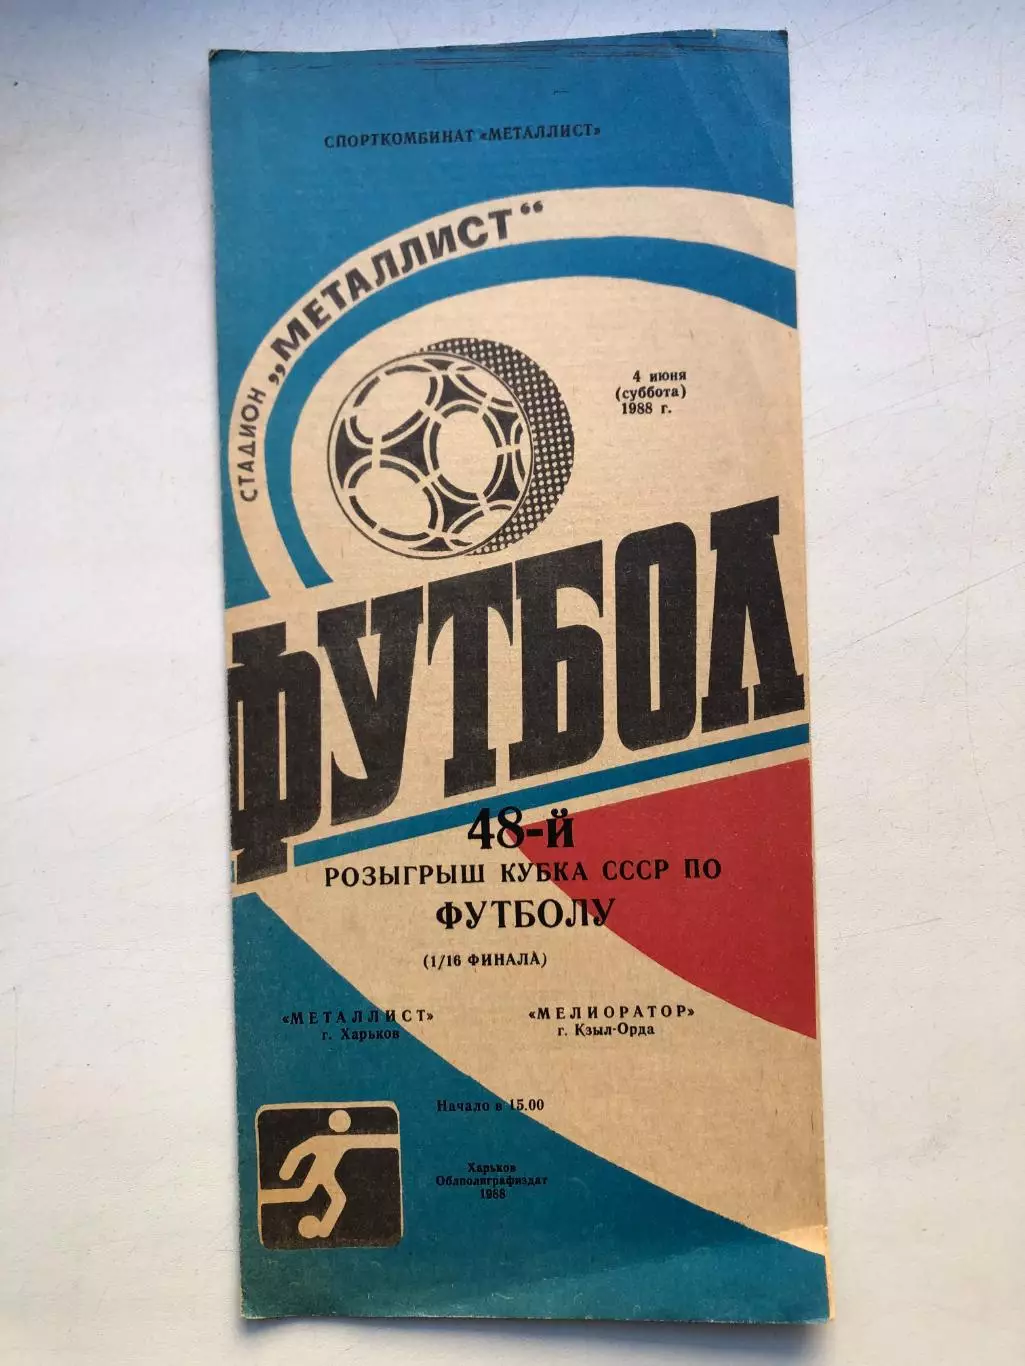 СПОРТКОМБИНАТ «МЕТАЛЛИСТ»
СТАДИОН „МЕТАЛЛИСТ“
4 июня
(суббота)
1988 г.
ФУТБОЛ
48-й
РОЗЫГРЫШ КУБКА СССР ПО
ФУТБОЛУ
(1/16 ФИНАЛА)
«МЕТАЛЛИСТ»
г. Харьков
«МЕЛИОРАТОР»
г. Кзыл-Орда
Начало в 15.00
Харьков
Облполиграфиздат
1988